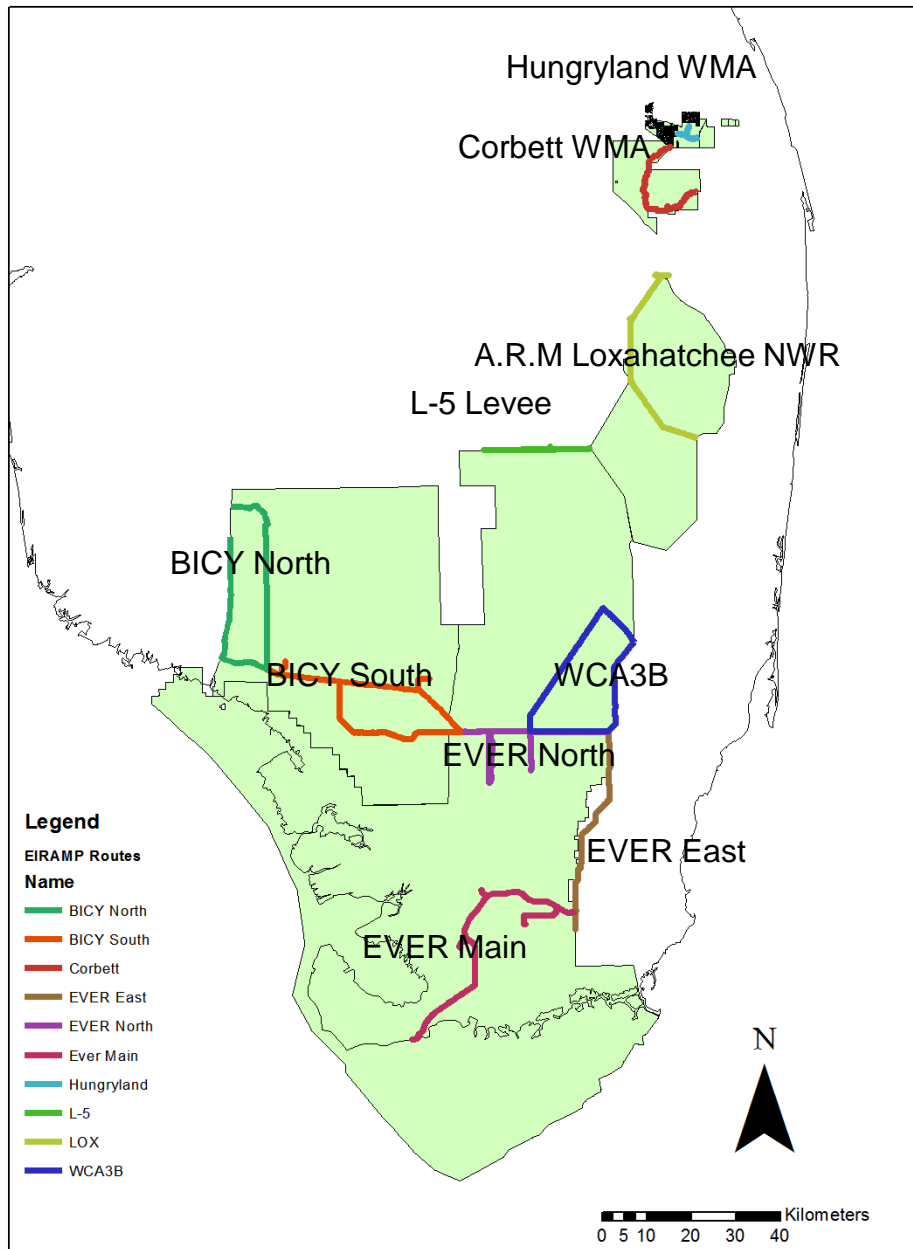 Hungryland WMA
Corbett WMA
A.R.M Loxahatchee NWR
L-5 Levee
BICY North
BICY South
WCA3B
EVER North
EVER East
EVER Main
Legend
EIRAMP Routes
Name
BICY North
BICY South
Corbett
EVER East
EVER North
Ever Main
Hungryland
L-5
LOX
WCA3B
N
Kilometers
0 5 10 20 30 40